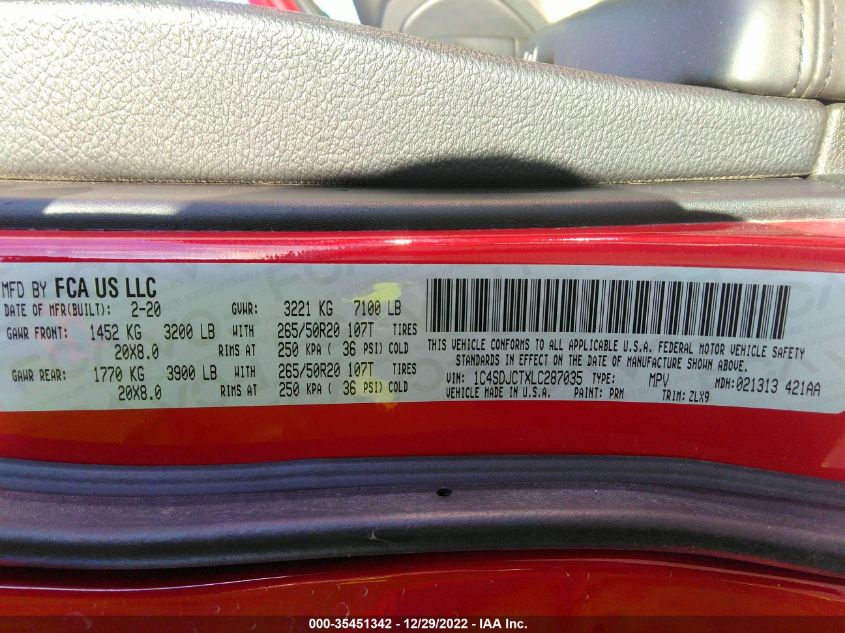 MFD BY FCA US LLC
DATE OF MFR(BUILT): 2-20 GVWR: 3221 KG 7100 LB
GAWR FRONT: 1452 KG 3200 LB WITH 265/50R20 107T TIRES
20X8.0 RIMS AT 250 KPA ( 36 PSI) COLD
GAWR REAR: 1770 KG 3900 LB WITH 265/50R20 107T TIRES
20X8.0 RIMS AT 250 KPA ( 36 PSI) COLD
THIS VEHICLE CONFORMS TO ALL APPLICABLE U.S.A. FEDERAL MOTOR VEHICLE SAFETY
STANDARDS IN EFFECT ON THE DATE OF MANUFACTURE SHOWN ABOVE.
VIN: 1C4SDJCTXLC287035 TYPE: MPV MDH: 021313 421AA
VEHICLE MADE IN U.S.A. PAINT: PRM TRIM: ZLX9
000-35451342 - 12/29/2022 - IAA Inc.